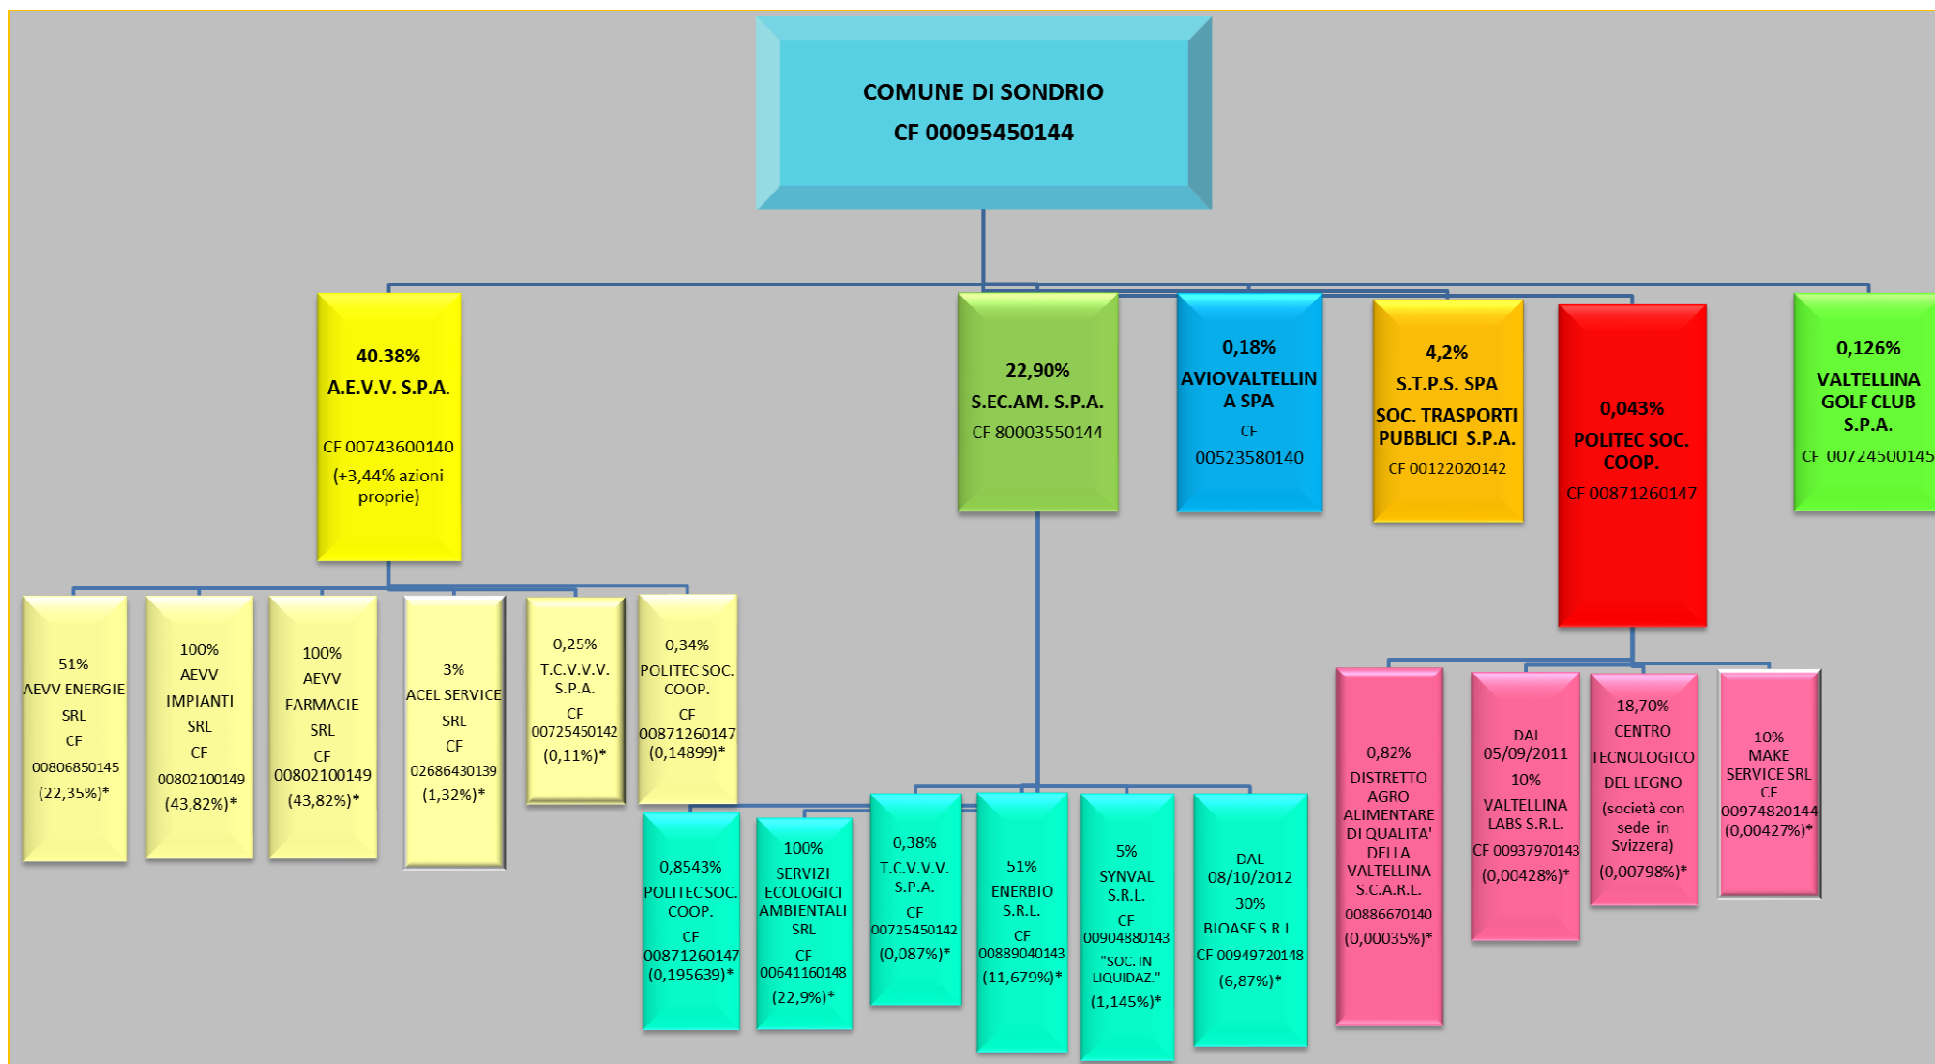 COMUNE DI SONDRIO
CF 00095450144
40.38%
A.E.V.V. S.P.A.
CF 00743600140
(+3,44% azioni
proprie)
22,90%
S.EC.AM. S.P.A.
CF 80003550144
0,18%
AVIOVALTELLIN
A SPA
CF
00523580140
4,2%
S.T.P.S. SPA
SOC. TRASPORTI
PUBBLICI S.P.A.
CF 00122020142
0,043%
POLITEC SOC.
COOP.
CF 00871260147
0,126%
VALTELLINA
GOLF CLUB
S.P.A.
CF 00724500145
51%
AEVV ENERGIE
SRL
CF
00806850145
(22,35%)*
100%
AEVV
IMPIANTI
SRL
CF
00802100149
(43,82%)*
100%
AEVV
FARMACIE
SRL
CF
00802100149
(43,82%)*
3%
ACEL SERVICE
SRL
CF
02686430139
(1,32%)*
0,25%
T.C.V.V.V.
S.P.A.
CF
00725450142
(0,11%)*
0,34%
POLITEC SOC.
COOP.
CF
00871260147
(0,14899)*
0,8543%
POLITEC SOC.
COOP.
CF
00871260147
(0,195639)*
100%
SERVIZI
ECOLOGICI
AMBIENTALI
SRL
CF
00641160148
(22,9%)*
0,38%
T.C.V.V.V.
S.P.A.
CF
00725450142
(0,087%)*
51%
ENERBIO
S.R.L.
CF
00889040143
(11,679%)*
5%
SYNVAL
S.R.L.
CF
00904880143
"SOC. IN
LIQUIDAZ."
(1,145%)*
DAL
08/10/2012
30%
BIOASE S.R.L.
CF 00949720148
(6,87%)*
0,82%
DISTRETTO
AGRO
ALIMENTARE
DI QUALITA'
DELLA
VALTELLINA
S.C.A.R.L.
00886670140
(0,00035%)*
DAL
05/09/2011
10%
VALTELLINA
LABS S.R.L.
CF 00937970143
(0,00428%)*
18,70%
CENTRO
TECNOLOGICO
DEL LEGNO
(società con
sede in
Svizzera)
(0,00798%)*
10%
MAKE
SERVICE SRL
CF
00974820144
(0,00427%)*